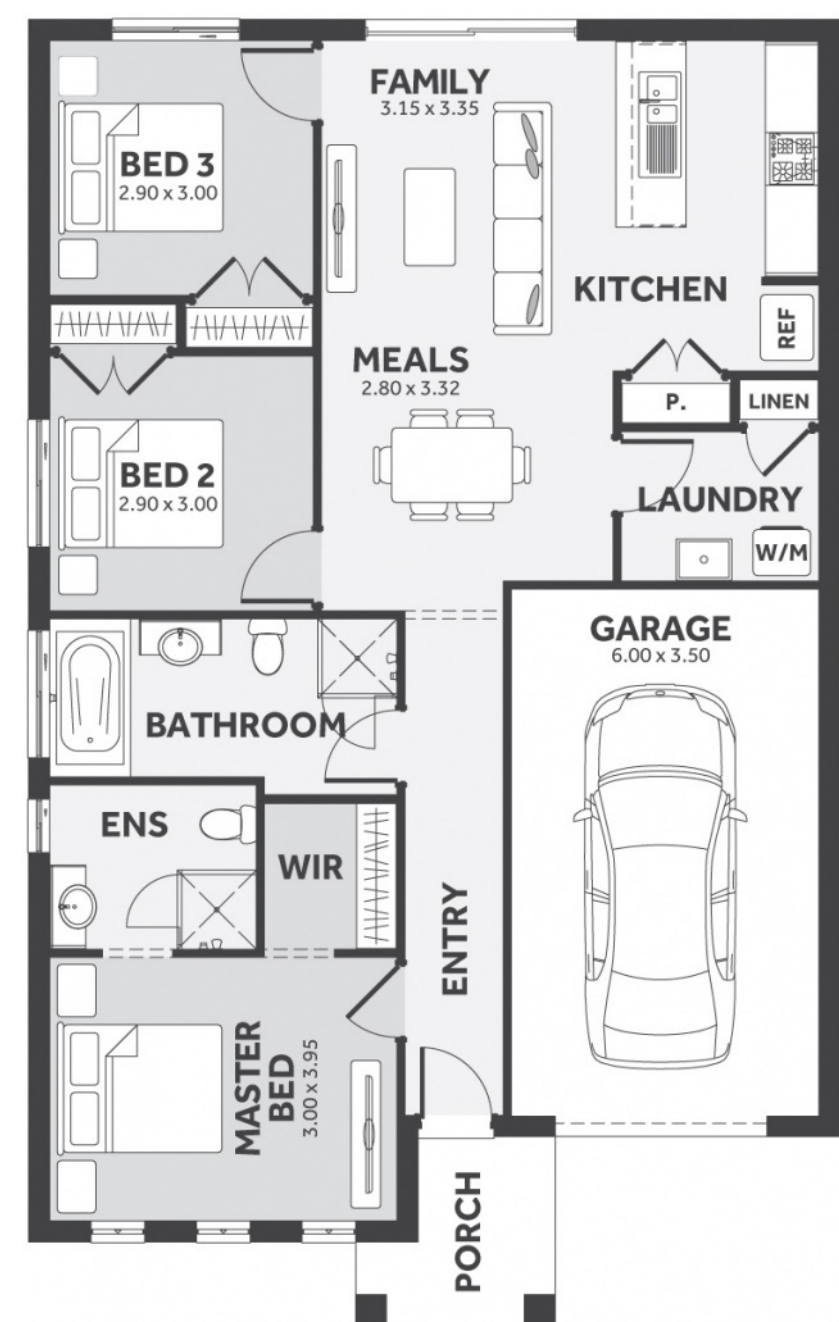 FAMILY
3.15 x 3.35
BED 3
2.90 x 3.00
KITCHEN
REF
MEALS
2.80 x 3.32
P.
LINEN
BED 2
2.90 x 3.00
LAUNDRY
W/M
GARAGE
6.00 x 3.50
BATHROOM
ENS
WIR
ENTRY
MASTER
BED
3.00 x 3.95
PORCH